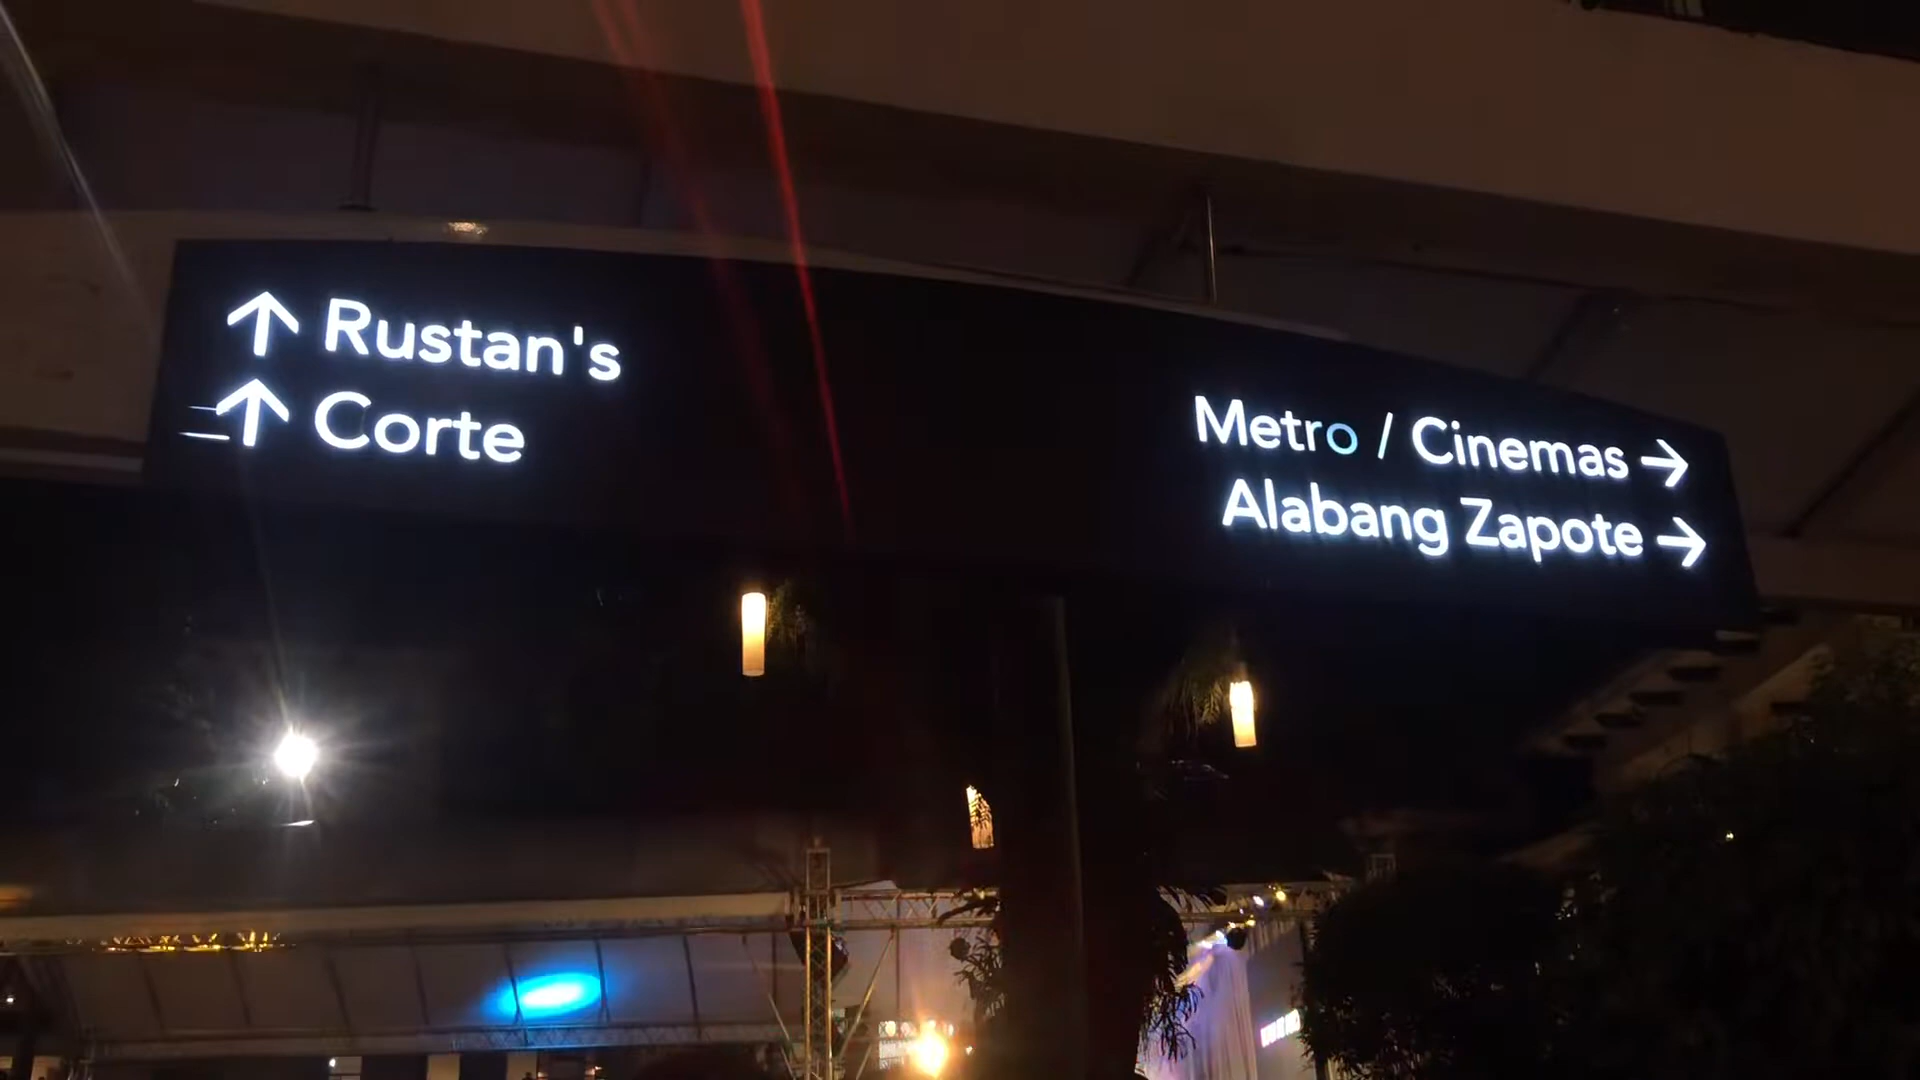 ↑ Rustan's
↑ Corte
Metro / Cinemas →
Alabang Zapote →